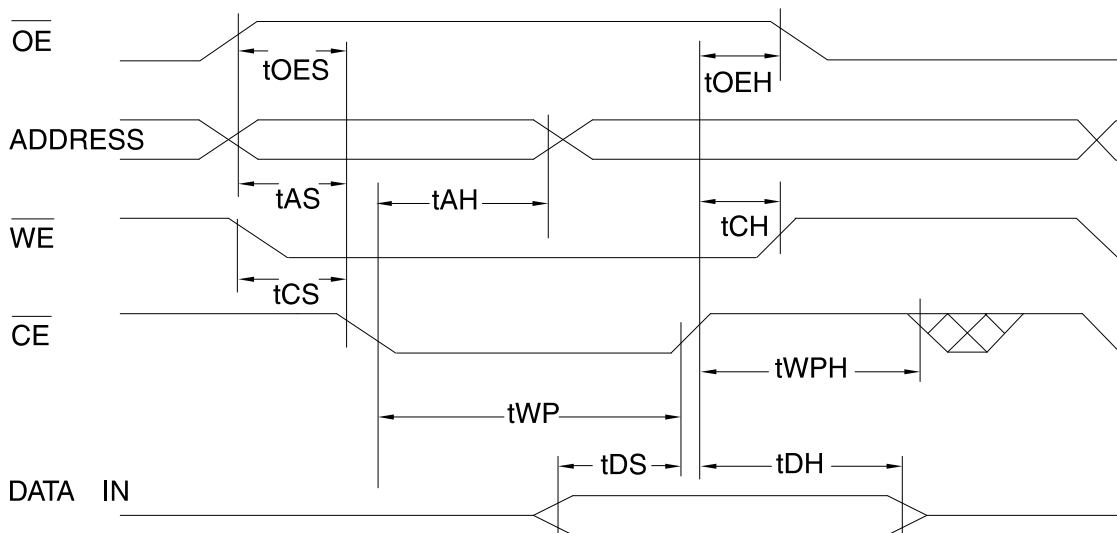 OE
tOES
tOEH
ADDRESS
tAS
tAH
tCH
WE
tCS
CE
tWPH
tWP
tDS
tDH
DATA IN